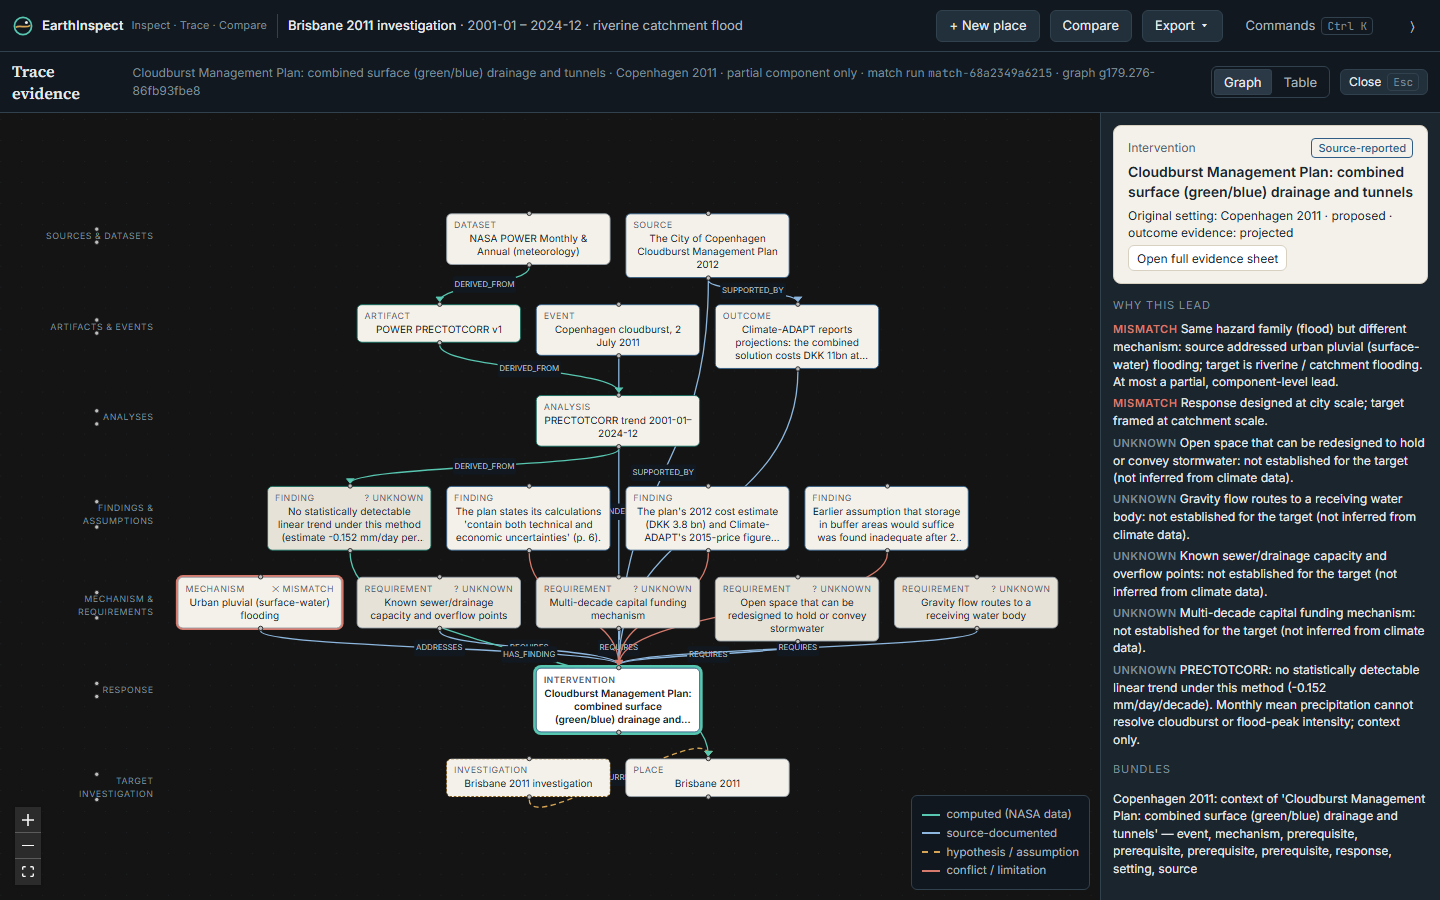 EarthInspect Inspect · Trace · Compare Brisbane 2011 investigation · 2001-01 – 2024-12 · riverine catchment flood + New place Compare Export Commands Ctrl K
Trace evidence
Cloudburst Management Plan: combined surface (green/blue) drainage and tunnels · Copenhagen 2011 · partial component only · match run match-68a2349a6215 · graph g179.276-
86fb93fbe8
Graph Table Close Esc
SOURCES & DATASETS
DATASET
NASA POWER Monthly &
Annual (meteorology)
SOURCE
The City of Copenhagen
Cloudburst Management Plan
2012
DERIVED_FROM
SUPPORTED_BY
ARTIFACTS & EVENTS
ARTIFACT
POWER PRECTOTCORR v1
EVENT
Copenhagen cloudburst, 2
July 2011
OUTCOME
Climate-ADAPT reports
projections: the combined
solution costs DKK 11bn at...
DERIVED_FROM
ANALYSES
ANALYSIS
PRECTOTCORR trend 2001-01–
2024-12
DERIVED_FROM
SUPPORTED_BY
FINDINGS &
ASSUMPTIONS
FINDING ? UNKNOWN
No statistically detectable
linear trend under this method
(estimate -0.152 mm/day per..
FINDING
The plan states its calculations
'contain both technical and
economic uncertainties' (p. 6).
FINDING
The plan's 2012 cost estimate
(DKK 3.8 bn) and Climate-
ADAPT's 2015-price figure...
FINDING
Earlier assumption that storage
in buffer areas would suffice
was found inadequate after 2..
MECHANISM &
REQUIREMENTS
MECHANISM × MISMATCH
Urban pluvial (surface-water)
flooding
REQUIREMENT ? UNKNOWN
Known sewer/drainage
capacity and overflow points
REQUIREMENT ? UNKNOWN
Multi-decade capital funding
mechanism
REQUIREMENT ? UNKNOWN
Open space that can be
redesigned to hold or convey
stormwater
REQUIREMENT ? UNKNOWN
Gravity flow routes to a
receiving water body
ADDRESSES
HAS_FINDING
REQUIRES
REQUIRES
REQUIRES
RESPONSE
INTERVENTION
Cloudburst Management Plan:
combined surface
(green/blue) drainage and...
TARGET
INVESTIGATION
INVESTIGATION
Brisbane 2011 investigation
PLACE
Brisbane 2011
computed (NASA data)
source-documented
hypothesis / assumption
conflict / limitation
Intervention Source-reported
Cloudburst Management Plan: combined
surface (green/blue) drainage and tunnels
Original setting: Copenhagen 2011 · proposed ·
outcome evidence: projected
Open full evidence sheet
WHY THIS LEAD
MISMATCH Same hazard family (flood) but different
mechanism: source addressed urban pluvial (surface-
water) flooding; target is riverine / catchment flooding.
At most a partial, component-level lead.
MISMATCH Response designed at city scale; target
framed at catchment scale.
UNKNOWN Open space that can be redesigned to hold
or convey stormwater: not established for the target
(not inferred from climate data).
UNKNOWN Gravity flow routes to a receiving water
body: not established for the target (not inferred from
climate data).
UNKNOWN Known sewer/drainage capacity and
overflow points: not established for the target (not
inferred from climate data).
UNKNOWN Multi-decade capital funding mechanism:
not established for the target (not inferred from climate
data).
UNKNOWN PRECTOTCORR: no statistically detectable
linear trend under this method (-0.152
mm/day/decade). Monthly mean precipitation cannot
resolve cloudburst or flood-peak intensity; context
only.
BUNDLES
Copenhagen 2011: context of 'Cloudburst Management
Plan: combined surface (green/blue) drainage and
tunnels' — event, mechanism, prerequisite,
prerequisite, prerequisite, prerequisite, response,
setting, source